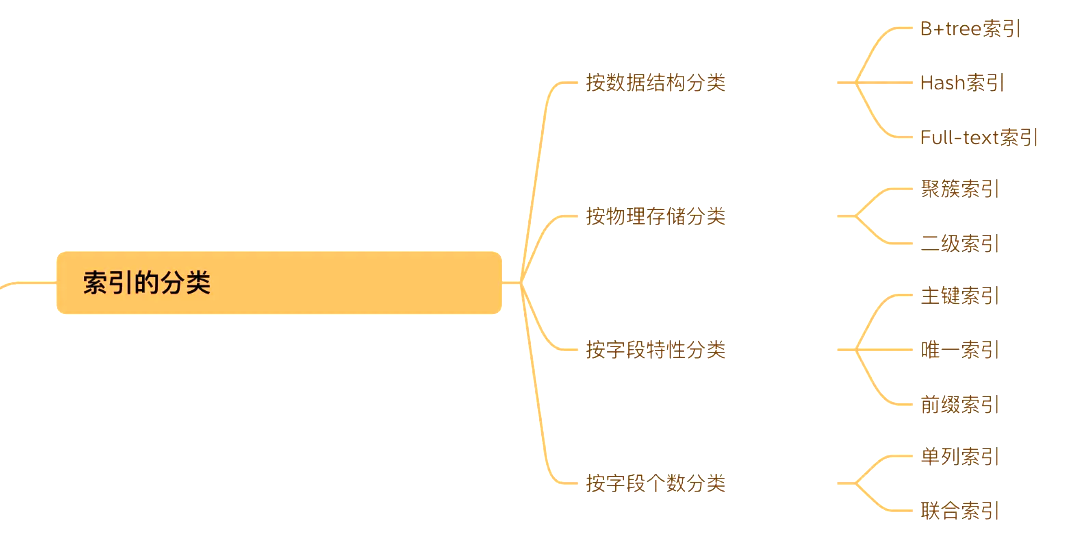 索引的分类
按数据结构分类
B+tree索引
Hash索引
Full-text索引
按物理存储分类
聚簇索引
二级索引
按字段特性分类
主键索引
唯一索引
前缀索引
按字段个数分类
单列索引
联合索引